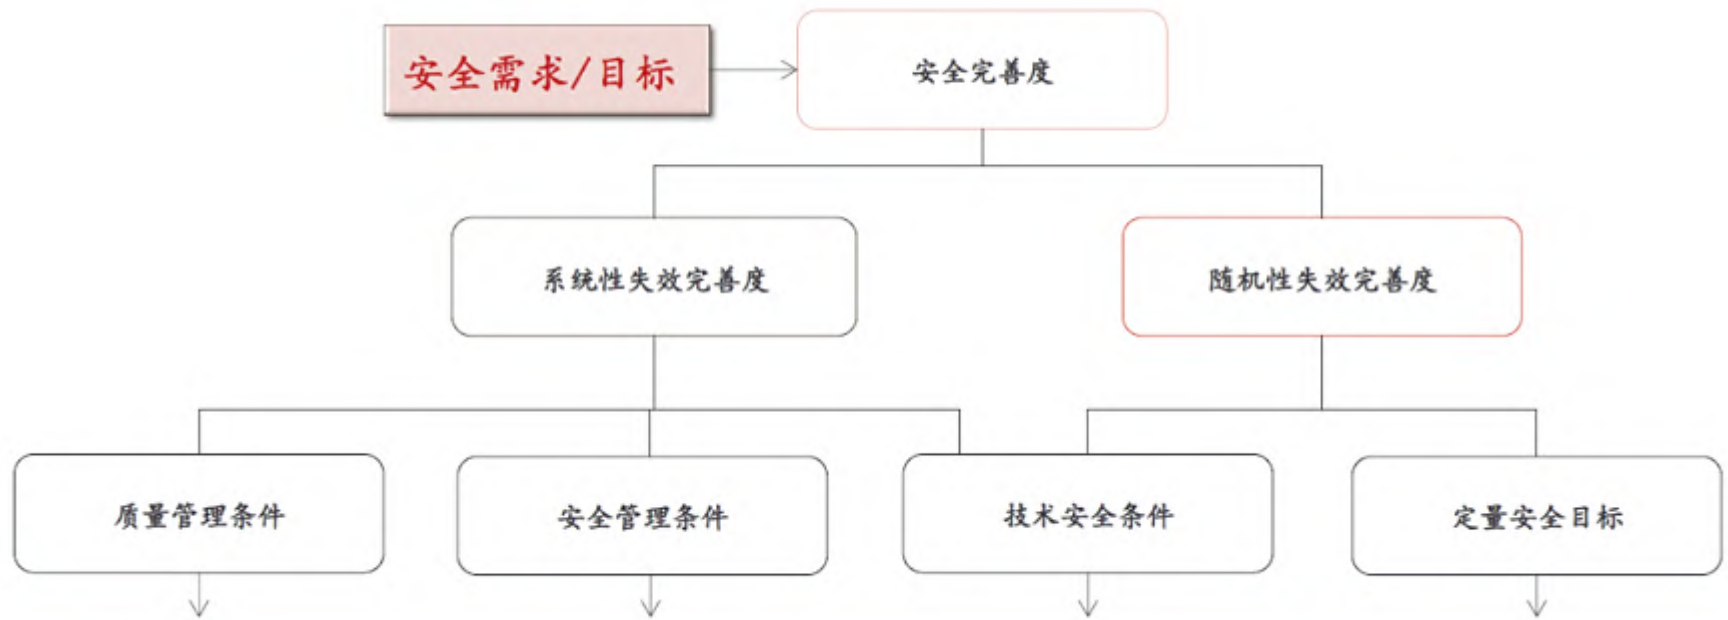 安全需求/目标
安全完善度
系统性失效完善度
随机性失效完善度
质量管理条件
安全管理条件
技术安全条件
定量安全目标